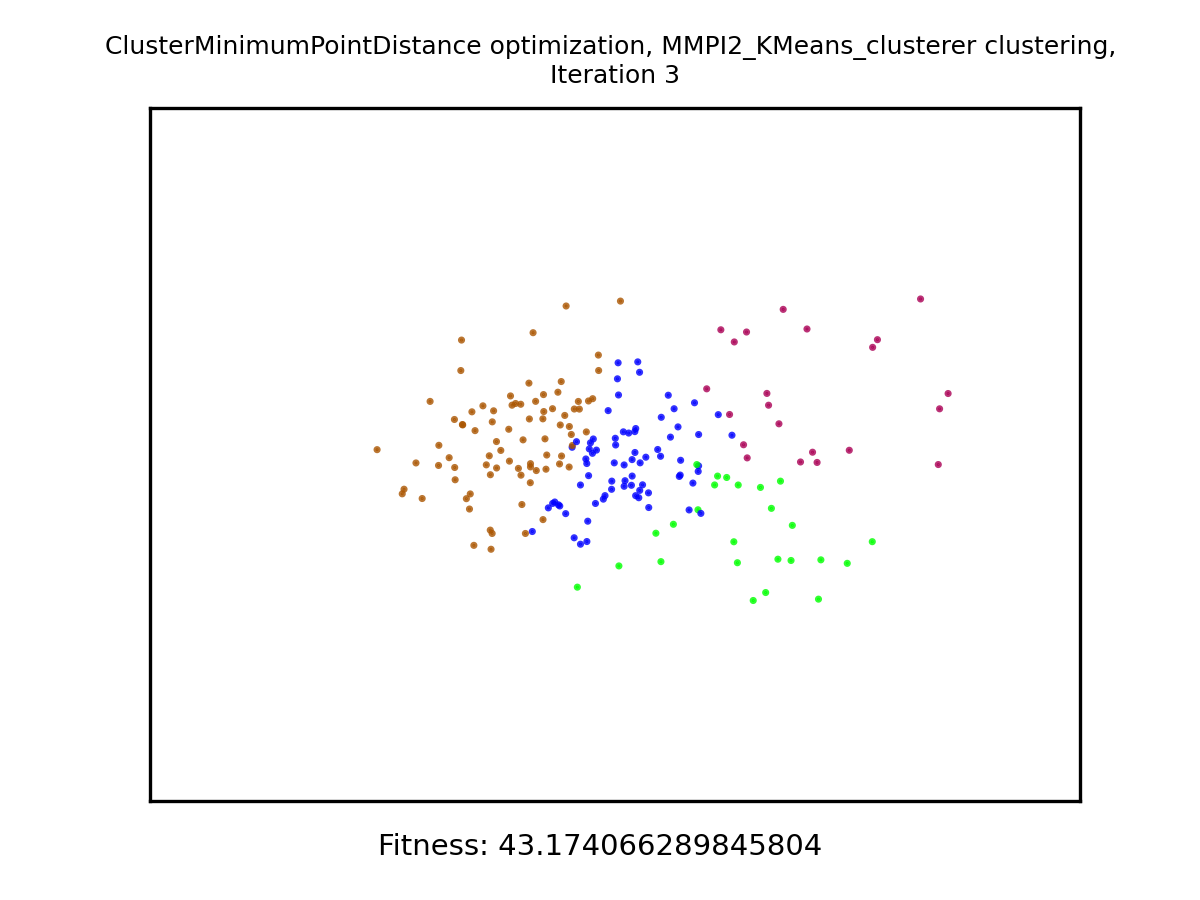 ClusterMinimumPointDistance optimization, MMPI2_KMeans_clusterer clustering,
Iteration 3
Fitness: 43.174066289845804